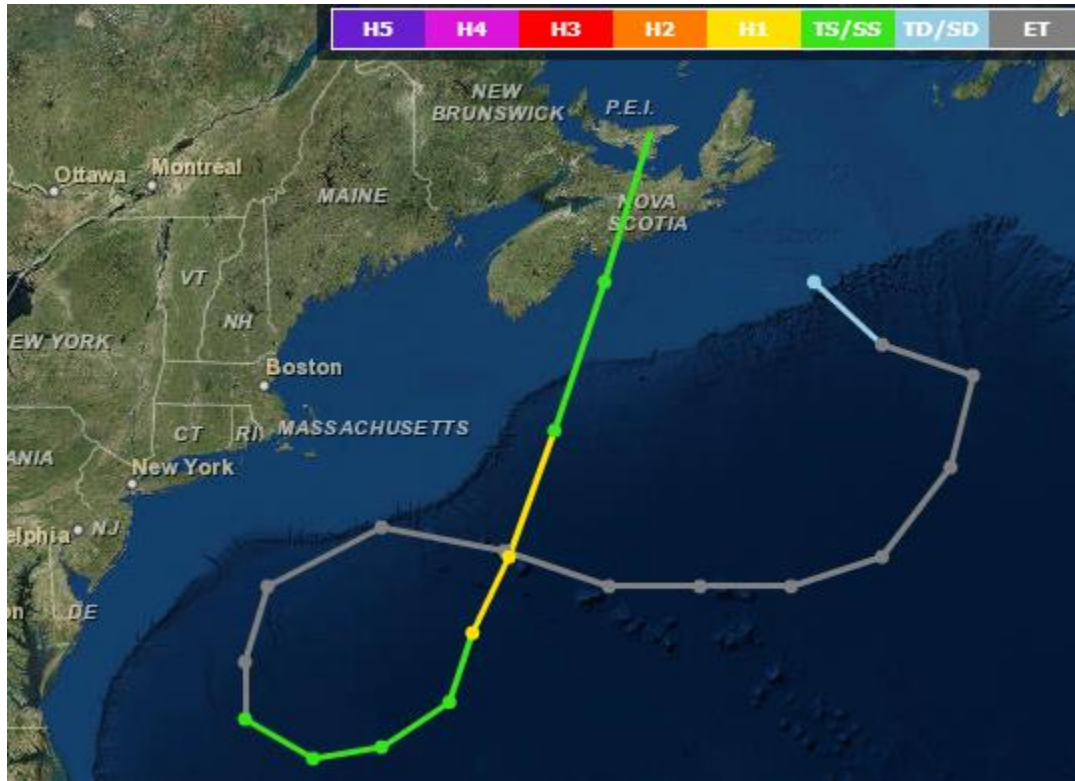 H5 H4 H3 H2 H1 TS/SS TD/SD ET
NEW
BRUNSWICK
P.E.I.
Ottawa
Montréal
MAINE
NOVA
SCOTIA
VT
NH
EW YORK
Boston
CT RI MASSACHUSETTS
ANIA
New York
elphia NJ
DE
on